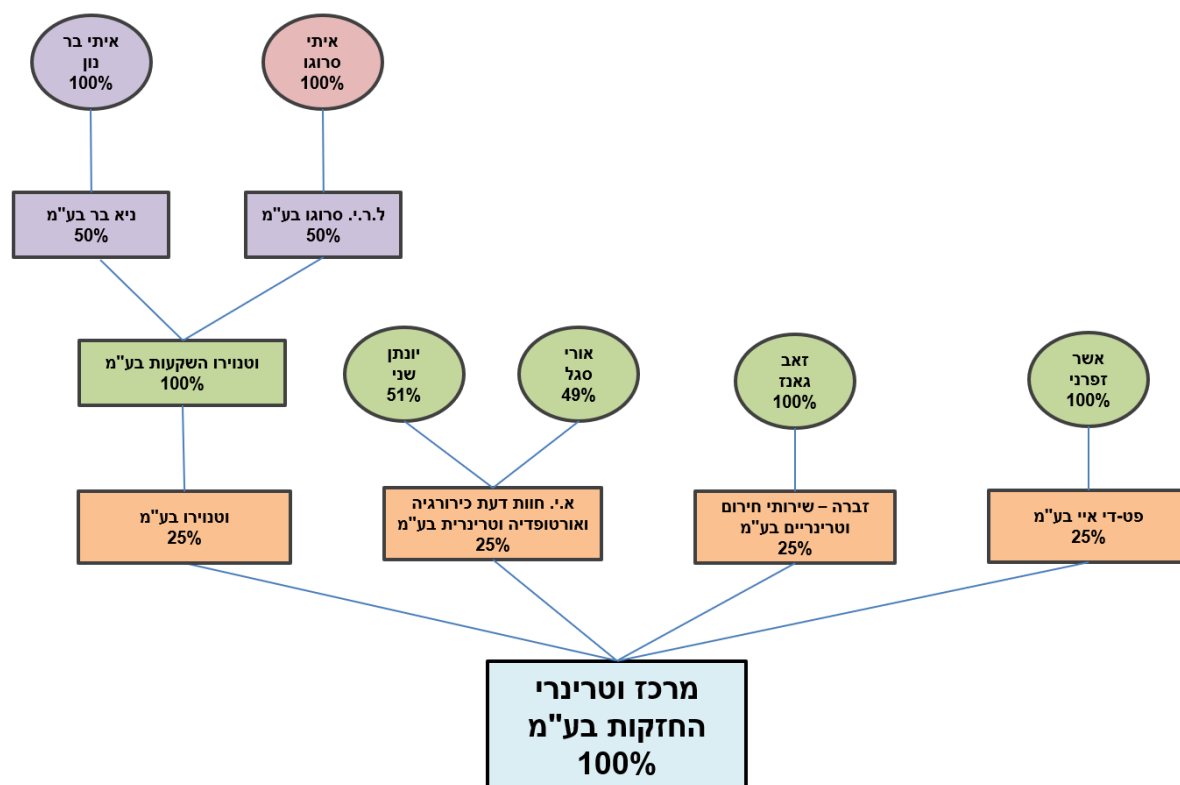 איתי בר
נון
100%
איתי
סרוגו
100%
ניא בר בע"מ
50%
ל.ר.י. סרוגו בע"מ
50%
וטנוירו השקעות בע"מ
100%
יונתן
שני
51%
אורי
סגל
49%
זאב
גאנז
100%
אשר
זפרני
100%
וטנוירו בע"מ
25%
א.י. חוות דעת כירורגיה
ואורטופדיה וטרינרית בע"מ
25%
זברה – שירותי חירום
וטרינריים בע"מ
25%
פט-די איי בע"מ
25%
מרכז וטרינרי
החזקות בע"מ
100%